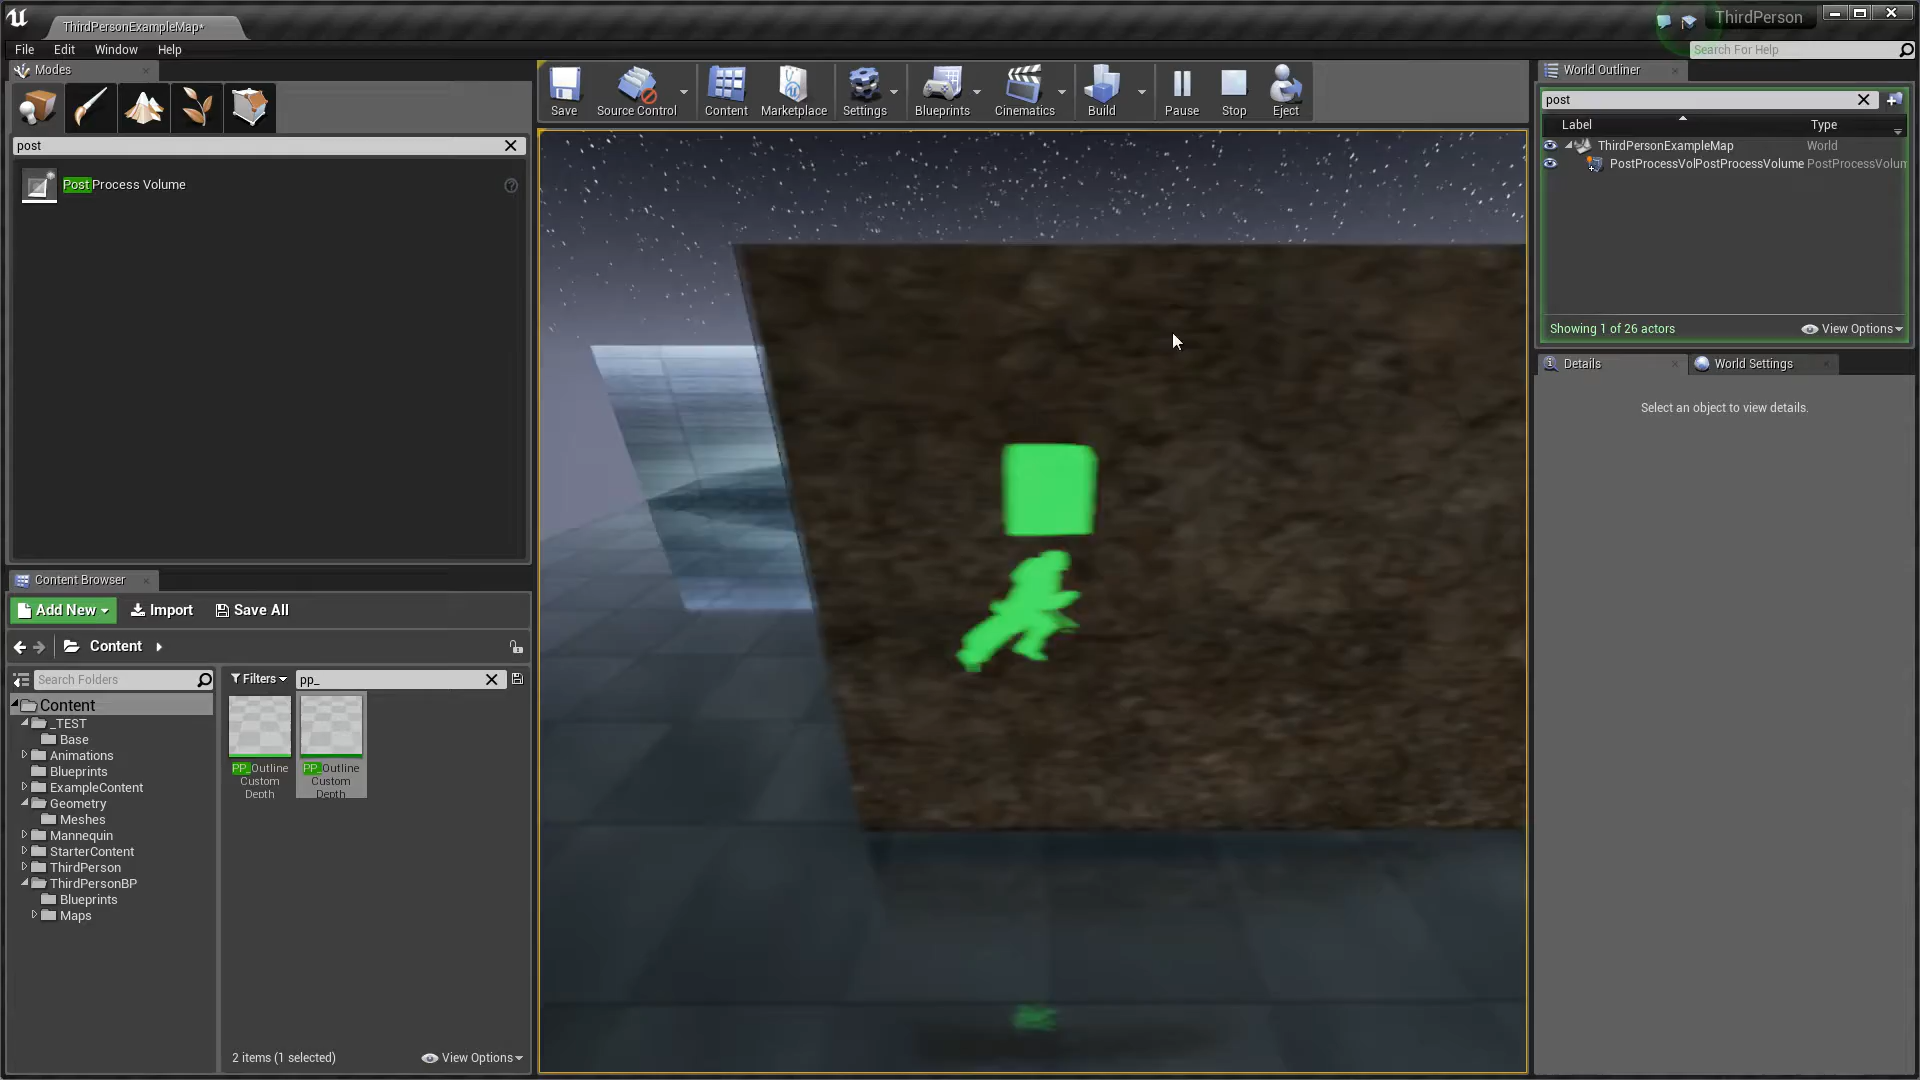 ThirdPersonExampleMap*
ThirdPerson
File Edit Window Help
Search For Help
Modes
post
Post Process Volume
Save
Source Control
Content
Marketplace
Settings
Blueprints
Cinematics
Build
Pause
Stop
Eject
World Outliner
post
Label Type
ThirdPersonExampleMap World
PostProcessVolPostProcessVolume PostProcessVolum
Showing 1 of 26 actors
View Options
Details
World Settings
Select an object to view details.
Content Browser
Add New
Import
Save All
Content
Search Folders
Filters
pp_
Content
_TEST
Base
Animations
Blueprints
ExampleContent
Geometry
Meshes
Mannequin
StarterContent
ThirdPerson
ThirdPersonBP
Blueprints
Maps
PP_Outline
Custom
Depth
PP_Outline
Custom
Depth
2 items (1 selected)
View Options